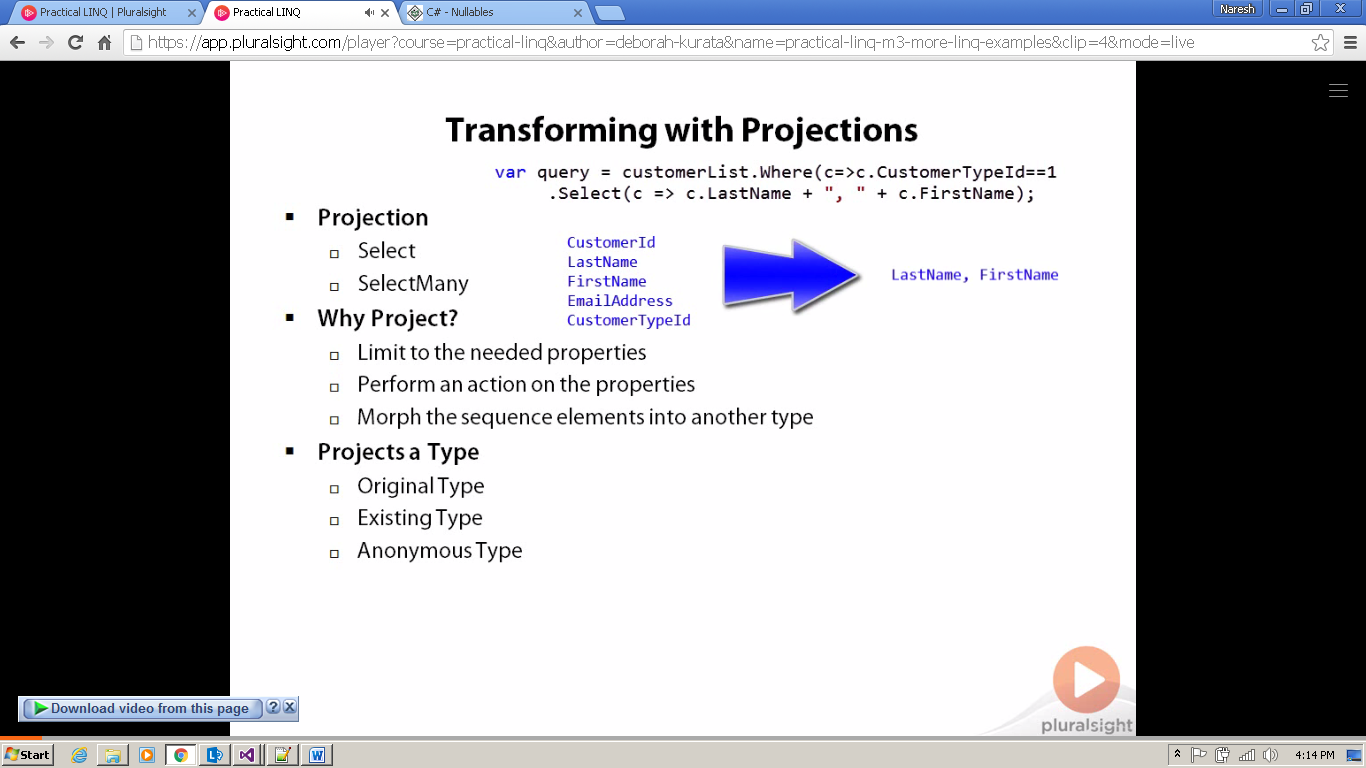 Practical LINQ | Pluralsight
Practical LINQ
C# - Nullables
Naresh
https://app.pluralsight.com/player?course=practical-linq&author=deborah-kurata&name=practical-linq-m3-more-linq-examples&clip=4&mode=live
Transforming with Projections
var query = customerList.Where(c=>c.CustomerTypeId==1
.Select(c => c.LastName + ", " + c.FirstName);
Projection
Select
SelectMany
CustomerId
LastName
FirstName
EmailAddress
CustomerTypeId
LastName, FirstName
Why Project?
Limit to the needed properties
Perform an action on the properties
Morph the sequence elements into another type
Projects a Type
Original Type
Existing Type
Anonymous Type
Download video from this page
?
pluralsight
Start
4:14 PM